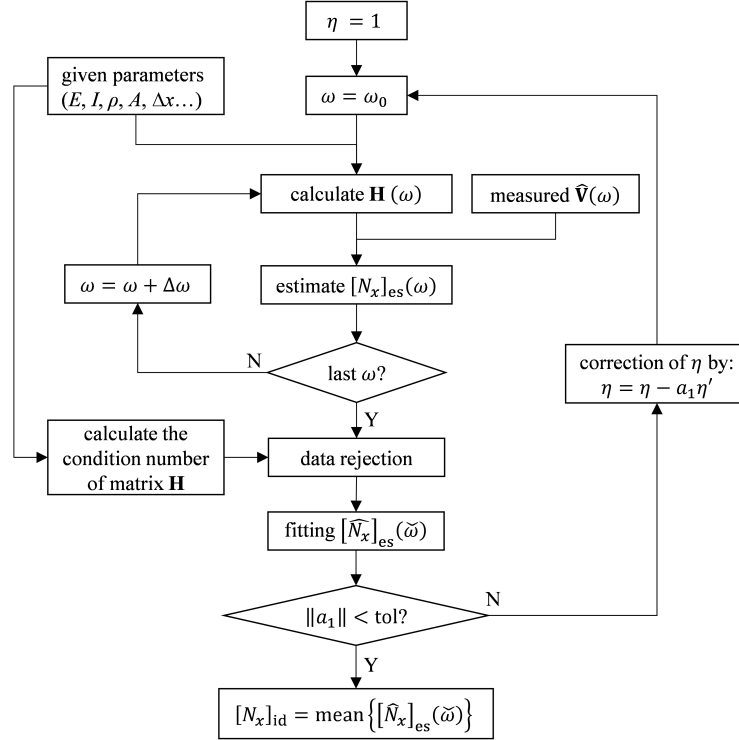 η = 1
given parameters
(E, I, ρ, A, Δx…)
ω = ω₀
calculate H (ω)
measured V̂(ω)
ω = ω + Δω
estimate [Nₓ]ₑₛ(ω)
N
last ω?
correction of η by:
η = η − a₁η′
Y
calculate the
condition number
of matrix H
data rejection
fitting [N̂ₓ]ₑₛ(ω̆)
‖a₁‖ < tol?
N
Y
[Nₓ]id = mean{[N̂ₓ]ₑₛ(ω̆)}